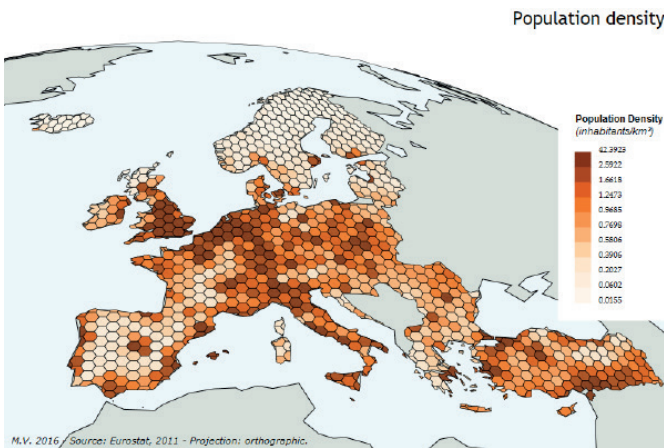 Population density
Population Density
(inhabitants/km²)
42.3923
2.5922
1.6618
1.2473
0.9685
0.7698
0.5806
0.3906
0.2027
0.0602
0.0155
M.V. 2016 - Source: Eurostat, 2011 - Projection: orthographic.